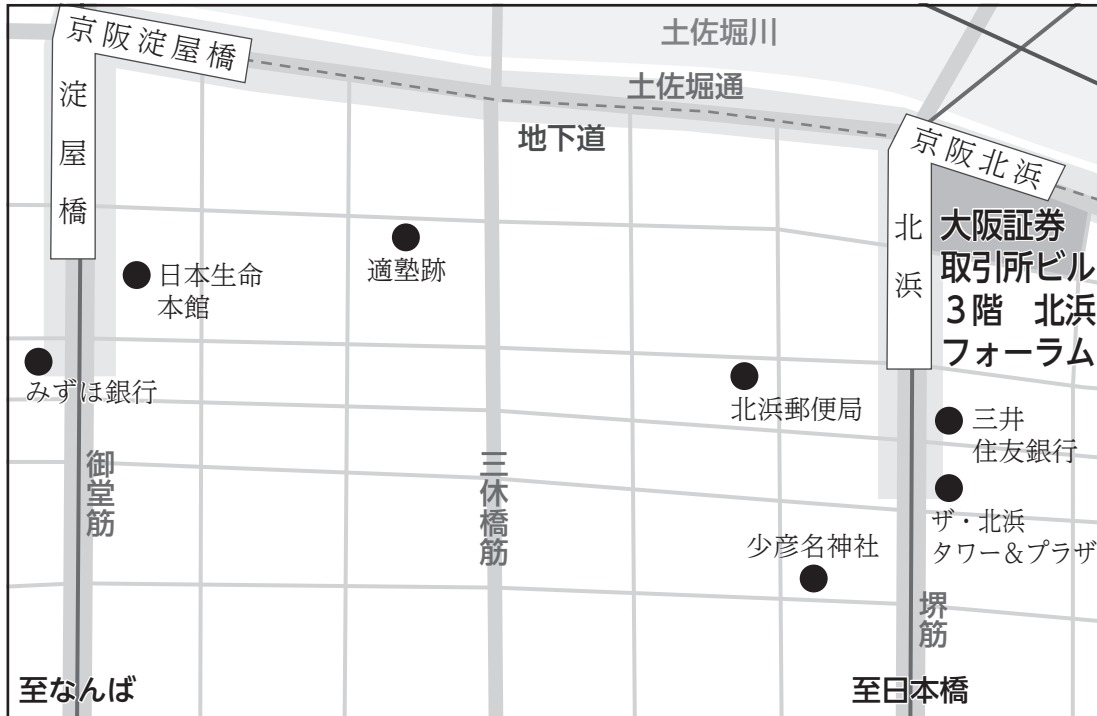 京阪淀屋橋
土佐堀川
土佐堀通
地下道
淀屋橋
京阪北浜
北浜
大阪証券
取引所ビル
3階 北浜
フォーラム
適塾跡
日本生命
本館
みずほ銀行
北浜郵便局
三井
住友銀行
御堂筋
三休橋筋
ザ・北浜
タワー&プラザ
少彦名神社
堺筋
至なんば
至日本橋